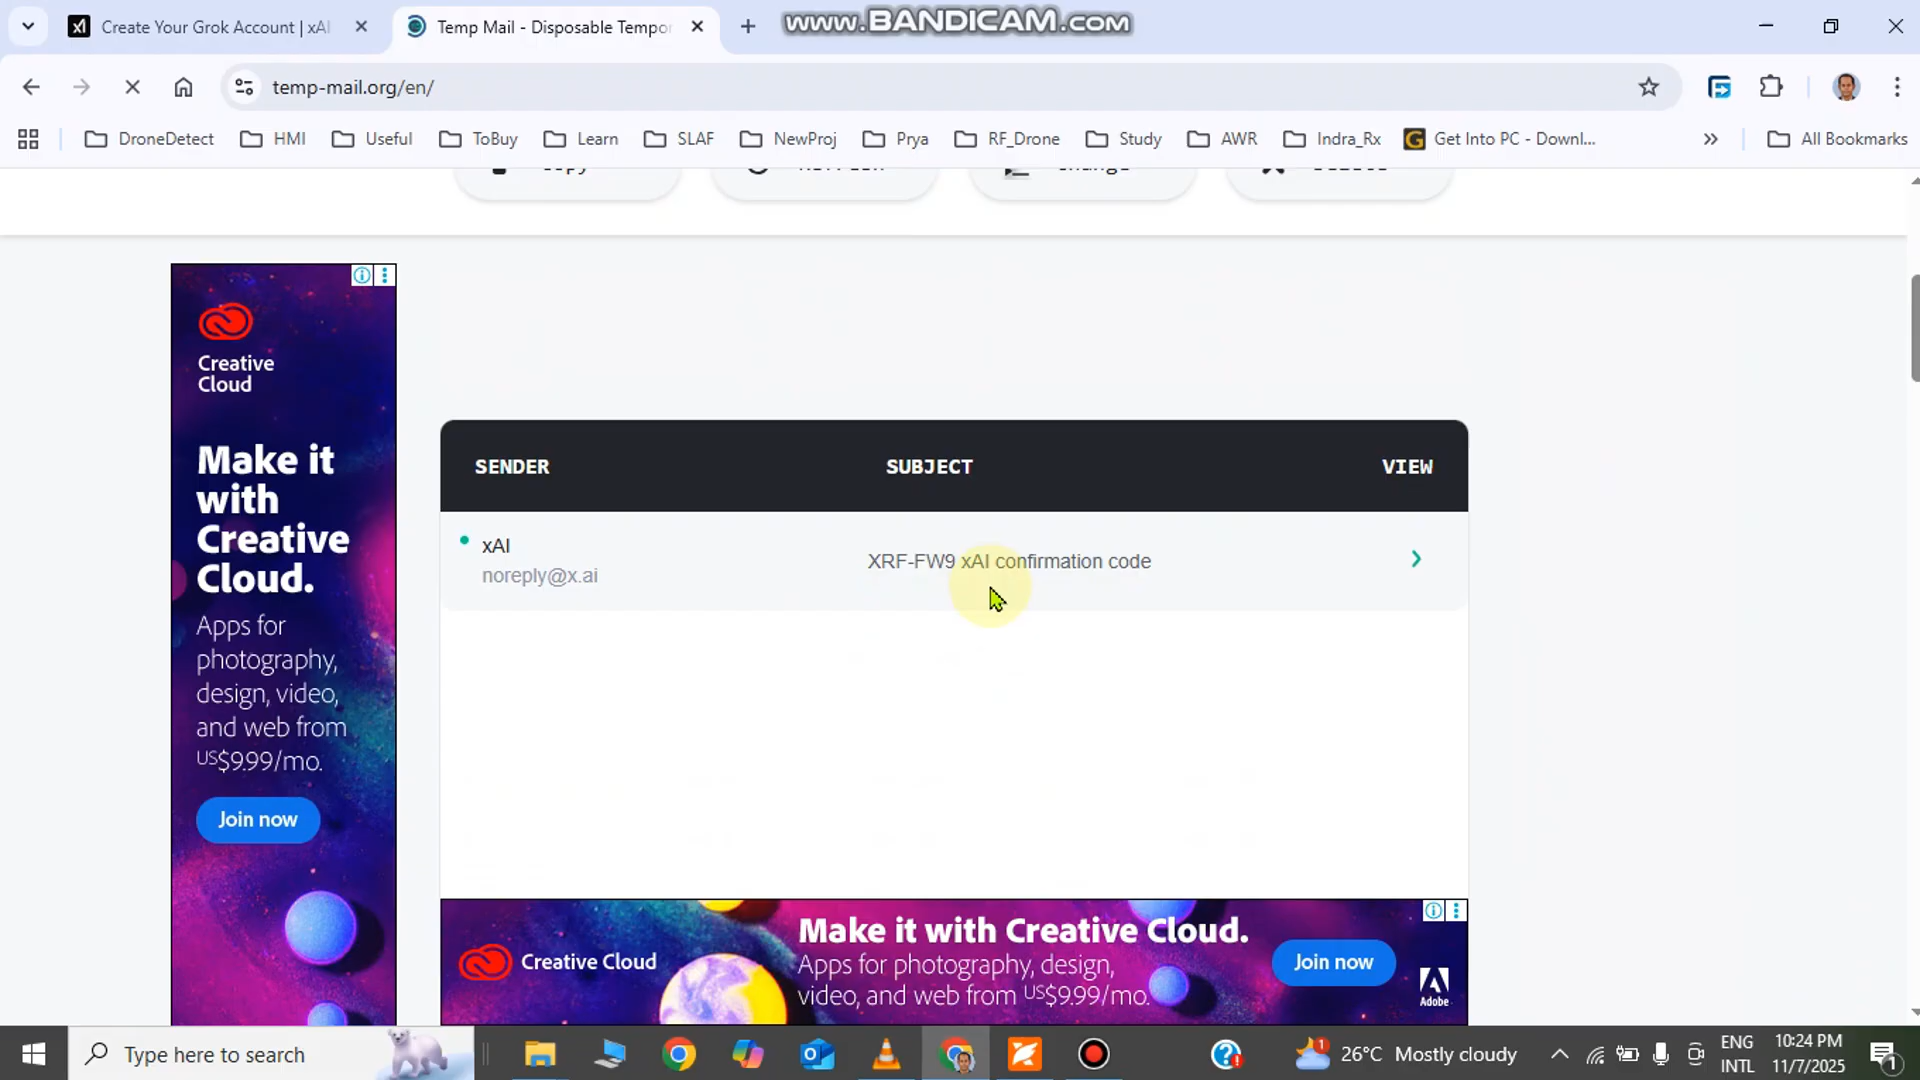 Create Your Grok Account | xAI
Temp Mail - Disposable Tempor
www.BANDICAM.com
temp-mail.org/en/
DroneDetect
HMI
Useful
ToBuy
Learn
SLAF
NewProj
Prya
RF_Drone
Study
AWR
Indra_Rx
Get Into PC - Downl...
All Bookmarks
Creative
Cloud
Make it
with
Creative
Cloud.
Apps for
photography,
design, video,
and web from
US$9.99/mo.
Join now
SENDER SUBJECT VIEW
xAI
noreply@x.ai
XRF-FW9 xAI confirmation code
Creative Cloud
Make it with Creative Cloud.
Apps for photography, design,
video, and web from US$9.99/mo.
Join now
Adobe
Type here to search
1
26°C Mostly cloudy
ENG
INTL
10:24 PM
11/7/2025
1